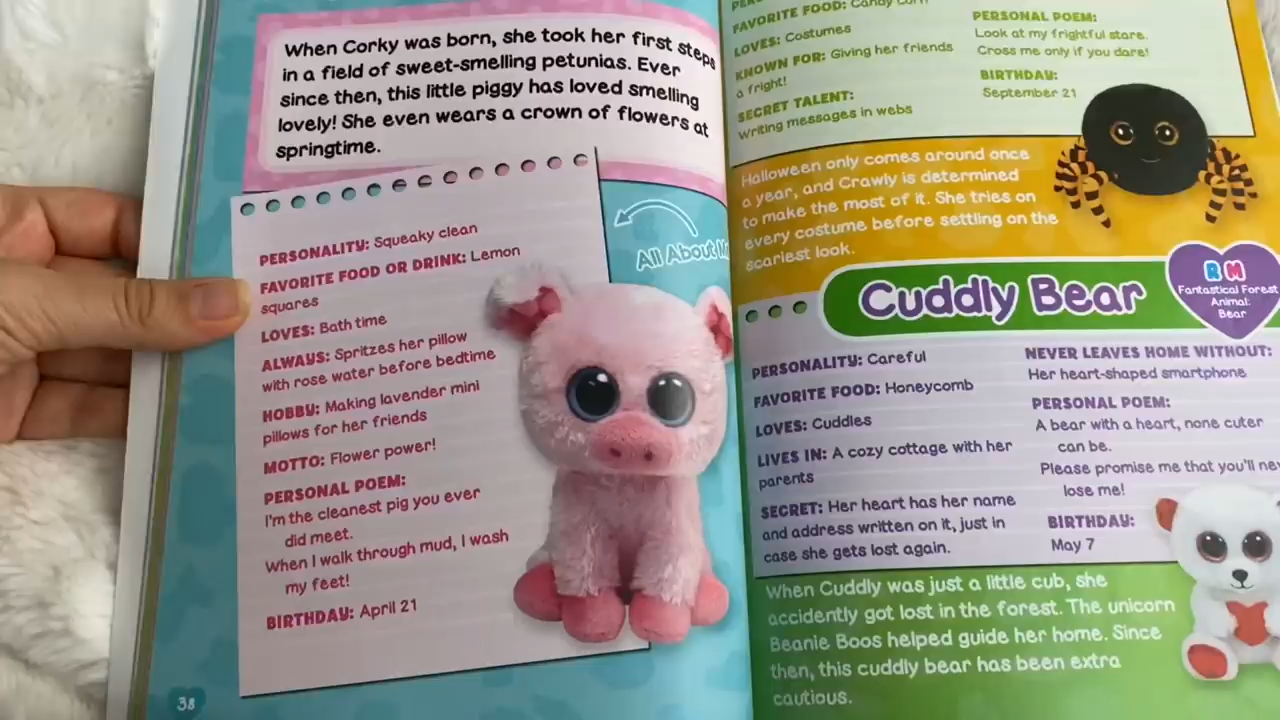 When Corky was born, she took her first steps
in a field of sweet-smelling petunias. Ever
since then, this little piggy has loved smelling
lovely! She even wears a crown of flowers at
springtime.
PERSONALITY: Squeaky clean
FAVORITE FOOD OR DRINK: Lemon
squares
LOVES: Bath time
ALWAYS: Spritzes her pillow
with rose water before bedtime
HOBBY: Making lavender mini
pillows for her friends
MOTTO: Flower power!
PERSONAL POEM:
I'm the cleanest pig you ever
did meet.
When I walk through mud, I wash
my feet!
BIRTHDAY: April 21
All About
38
FAVORITE FOOD: Candy Corn
LOVES: Costumes
KNOWN FOR: Giving her friends
a fright!
SECRET TALENT:
Writing messages in webs
PERSONAL POEM:
Look at my frightful stare.
Cross me only if you dare!
BIRTHDAY:
September 21
Halloween only comes around once
a year, and Crawly is determined
to make the most of it. She tries on
every costume before settling on the
scariest look.
Cuddly Bear
RM
Fantastical Forest
Animal:
Bear
PERSONALITY: Careful
FAVORITE FOOD: Honeycomb
LOVES: Cuddles
LIVES IN: A cozy cottage with her
parents
SECRET: Her heart has her name
and address written on it, just in
case she gets lost again.
NEVER LEAVES HOME WITHOUT:
Her heart-shaped smartphone
PERSONAL POEM:
A bear with a heart, none cuter
can be.
Please promise me that you'll
lose me!
BIRTHDAY:
May 7
When Cuddly was just a little cub, she
accidently got lost in the forest. The unicorn
Beanie Boos helped guide her home. Since
then, this cuddly bear has been extra
cautious.